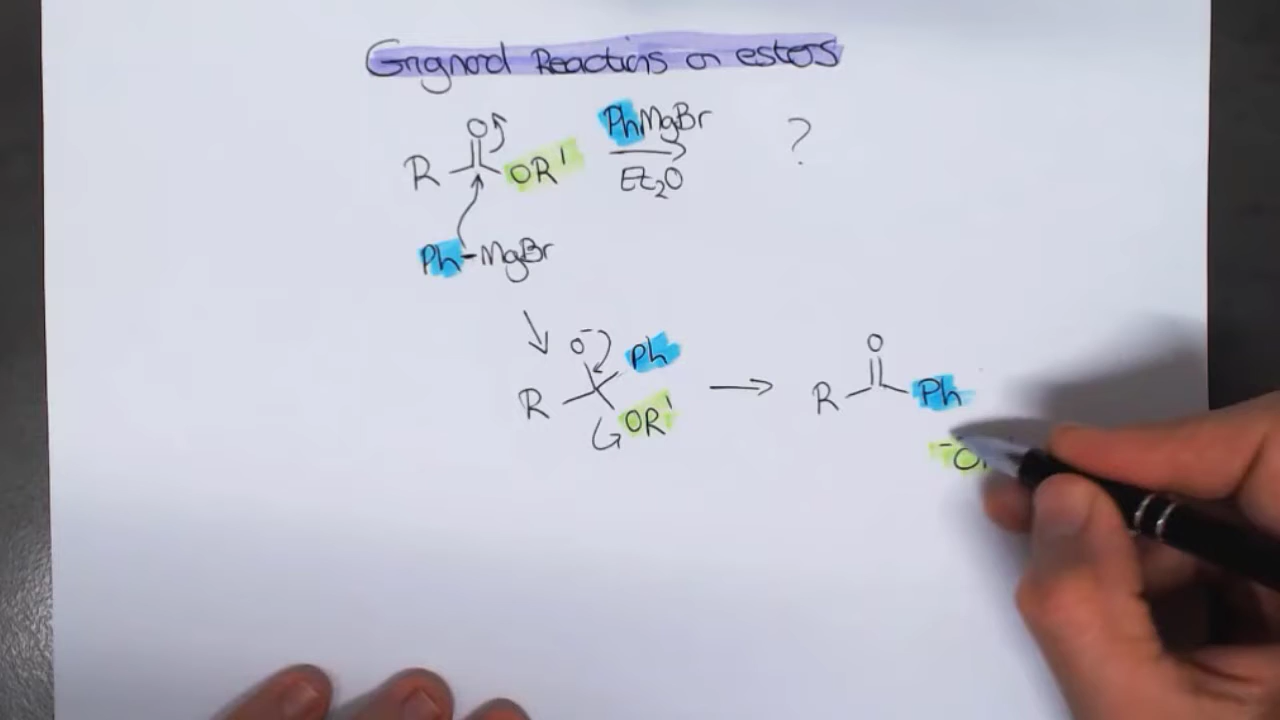 Grignard Reactions on esters
O
R OR' PhMgBr ?
Et₂O
Ph-MgBr
O⁻ Ph
R OR'
O
R Ph